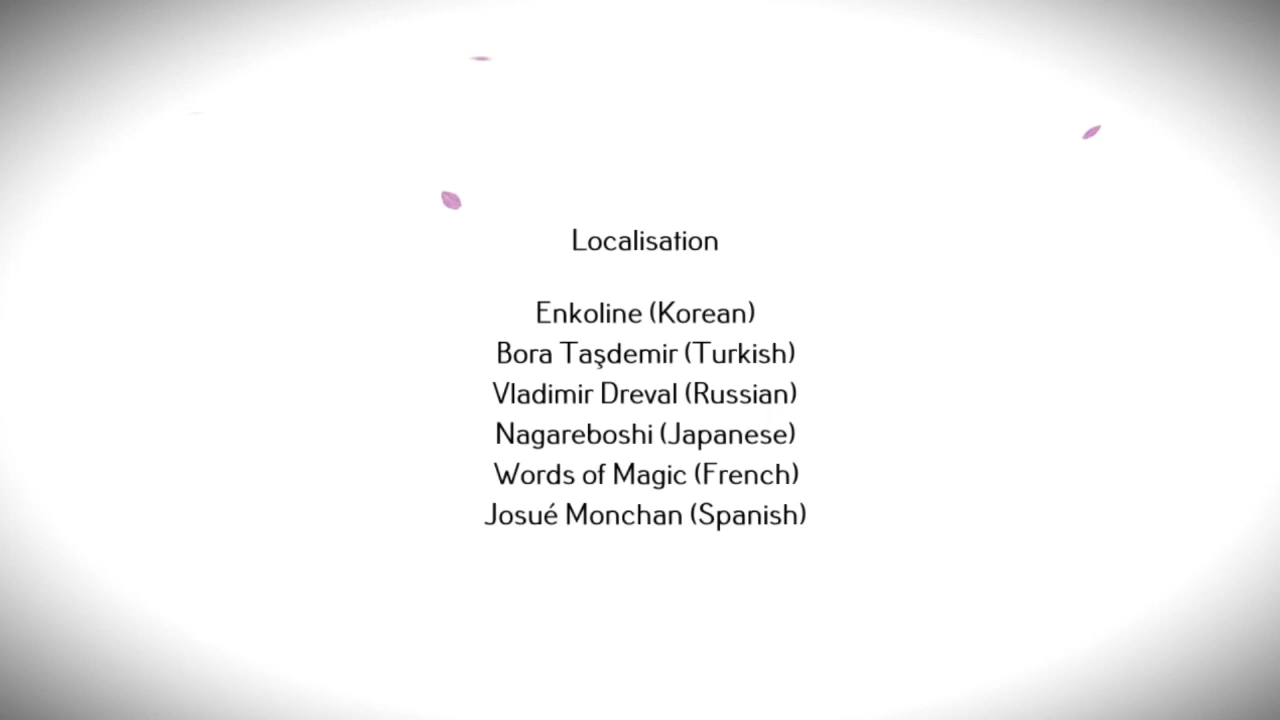 Localisation
Enkoline (Korean)
Bora Taşdemir (Turkish)
Vladimir Dreval (Russian)
Nagareboshi (Japanese)
Words of Magic (French)
Josué Monchan (Spanish)